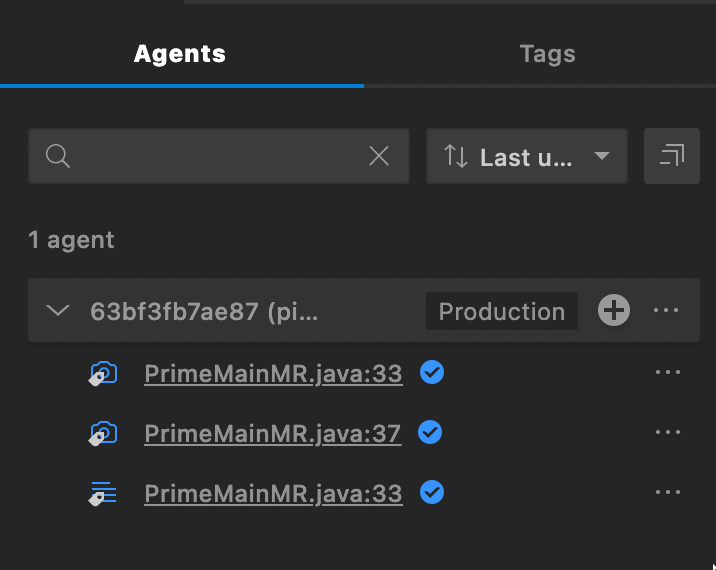 Agents Tags
Last u...
1 agent
63bf3fb7ae87 (pi... Production
PrimeMainMR.java:33
PrimeMainMR.java:37
PrimeMainMR.java:33